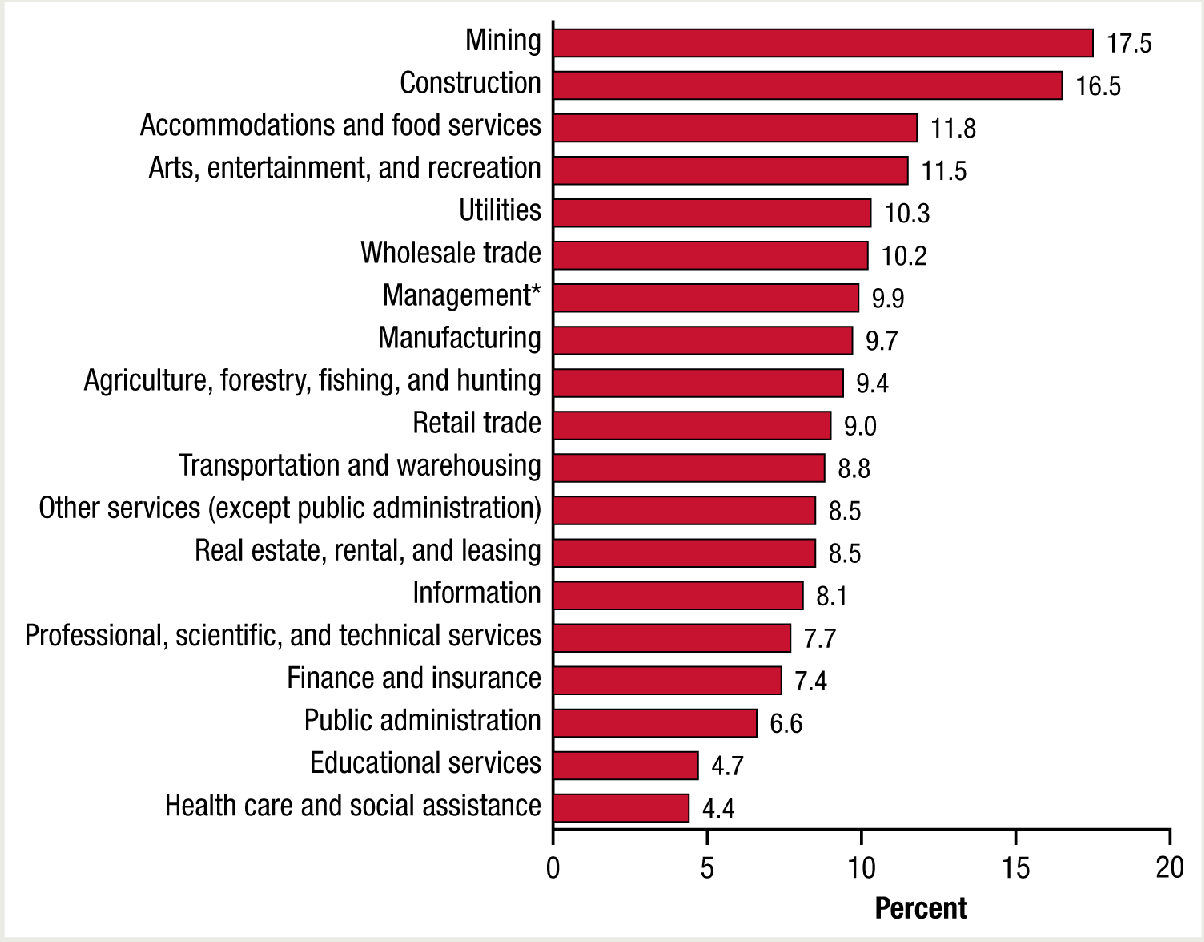 Mining 17.5
Construction 16.5
Accommodations and food services 11.8
Arts, entertainment, and recreation 11.5
Utilities 10.3
Wholesale trade 10.2
Management* 9.9
Manufacturing 9.7
Agriculture, forestry, fishing, and hunting 9.4
Retail trade 9.0
Transportation and warehousing 8.8
Other services (except public administration) 8.5
Real estate, rental, and leasing 8.5
Information 8.1
Professional, scientific, and technical services 7.7
Finance and insurance 7.4
Public administration 6.6
Educational services 4.7
Health care and social assistance 4.4
0 5 10 15 20
Percent